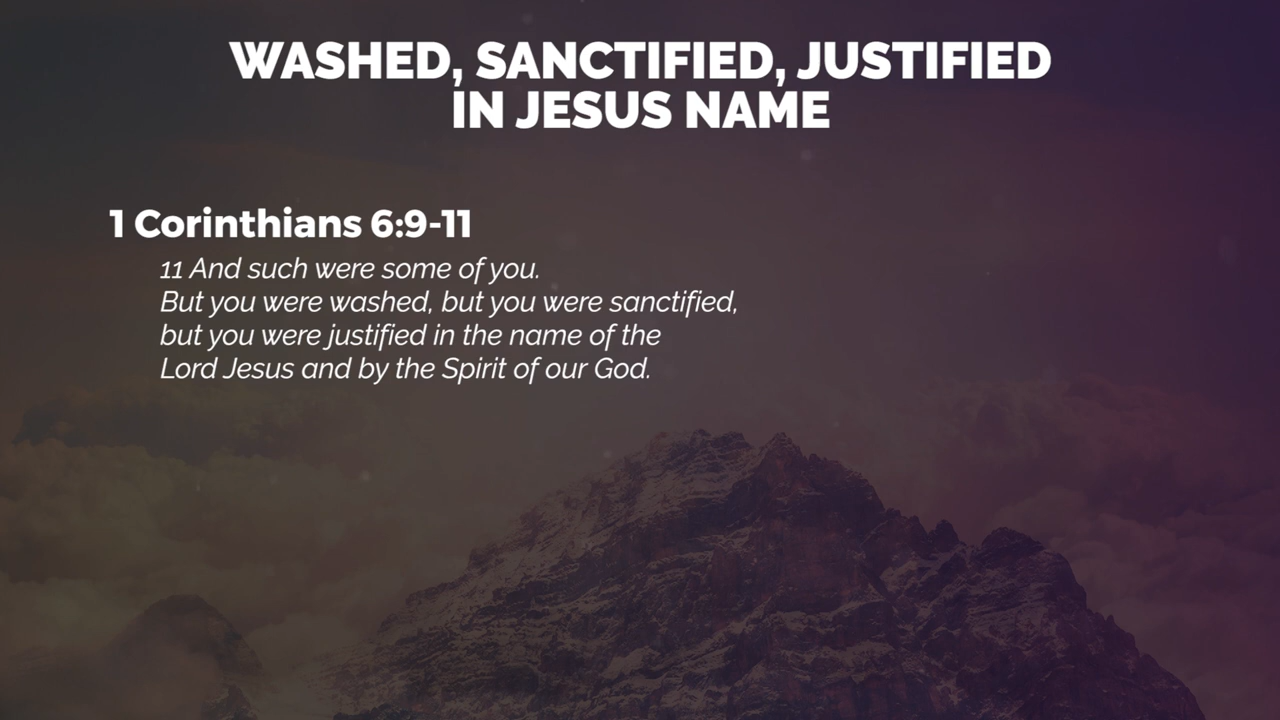 WASHED, SANCTIFIED, JUSTIFIED
IN JESUS NAME
1 Corinthians 6:9-11
11 And such were some of you.
But you were washed, but you were sanctified,
but you were justified in the name of the
Lord Jesus and by the Spirit of our God.